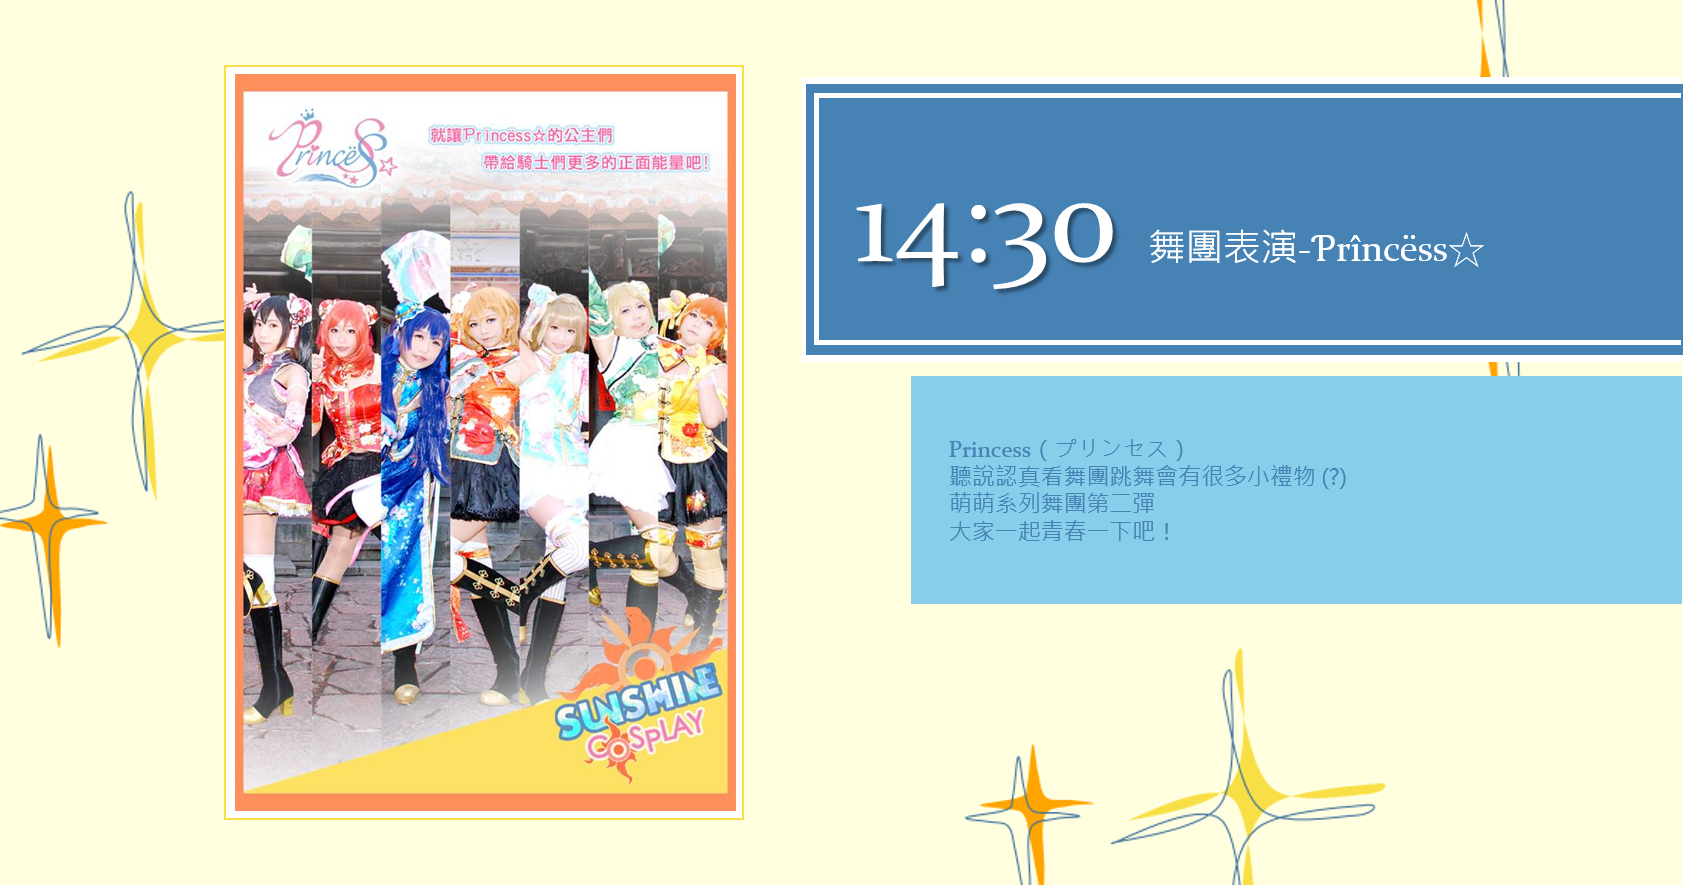 Prîncëss☆
就讓Prîncëss☆的公主們
帶給騎士們更多的正面能量吧!
SUNSHINE
COSPLAY
14:30 舞團表演-Prîncëss☆
Princess ( プリンセス )
聽說認真看舞團跳舞會有很多小禮物 (?)
萌萌系列舞團第二彈
大家一起青春一下吧！